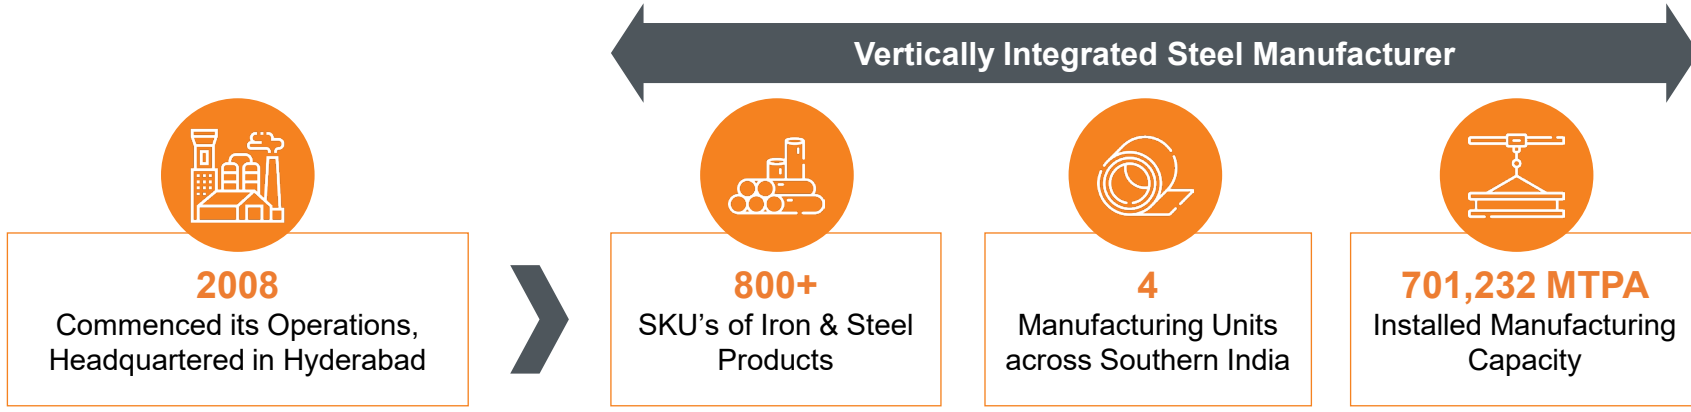 Vertically Integrated Steel Manufacturer
2008
Commenced its Operations,
Headquartered in Hyderabad
800+
SKU's of Iron & Steel
Products
4
Manufacturing Units
across Southern India
701,232 MTPA
Installed Manufacturing
Capacity